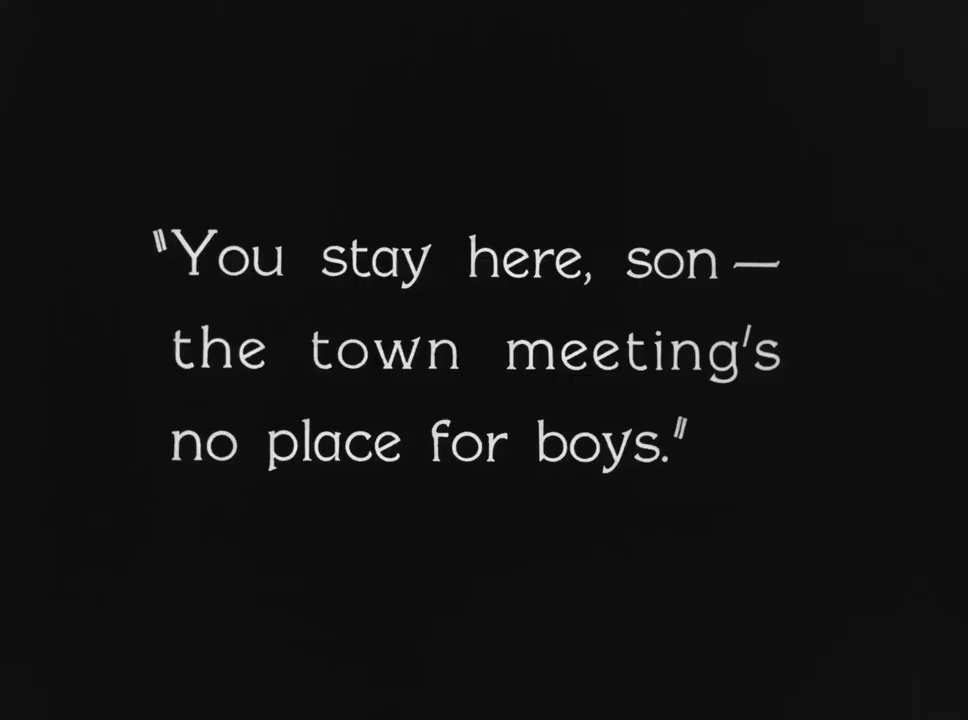 "You stay here, son—
the town meeting's
no place for boys."